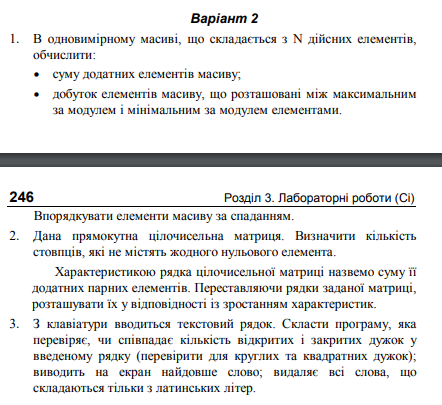 Варіант 2
1. В одновимірному масиві, що складається з N дійсних елементів,
обчислити:
• суму додатних елементів масиву;
• добуток елементів масиву, що розташовані між максимальним
за модулем і мінімальним за модулем елементами.
246 Розділ 3. Лабораторні роботи (Сі)
Впорядкувати елементи масиву за спаданням.
2. Дана прямокутна цілочисельна матриця. Визначити кількість
стовпців, які не містять жодного нульового елемента.
Характеристикою рядка цілочисельної матриці назвемо суму її
додатних парних елементів. Переставляючи рядки заданої матриці,
розташувати їх у відповідності із зростанням характеристик.
3. З клавіатури вводиться текстовий рядок. Скласти програму, яка
перевіряє, чи співпадає кількість відкритих і закритих дужок у
введеному рядку (перевірити для круглих та квадратних дужок);
виводить на екран найдовше слово; видаляє всі слова, що
складаються тільки з латинських літер.